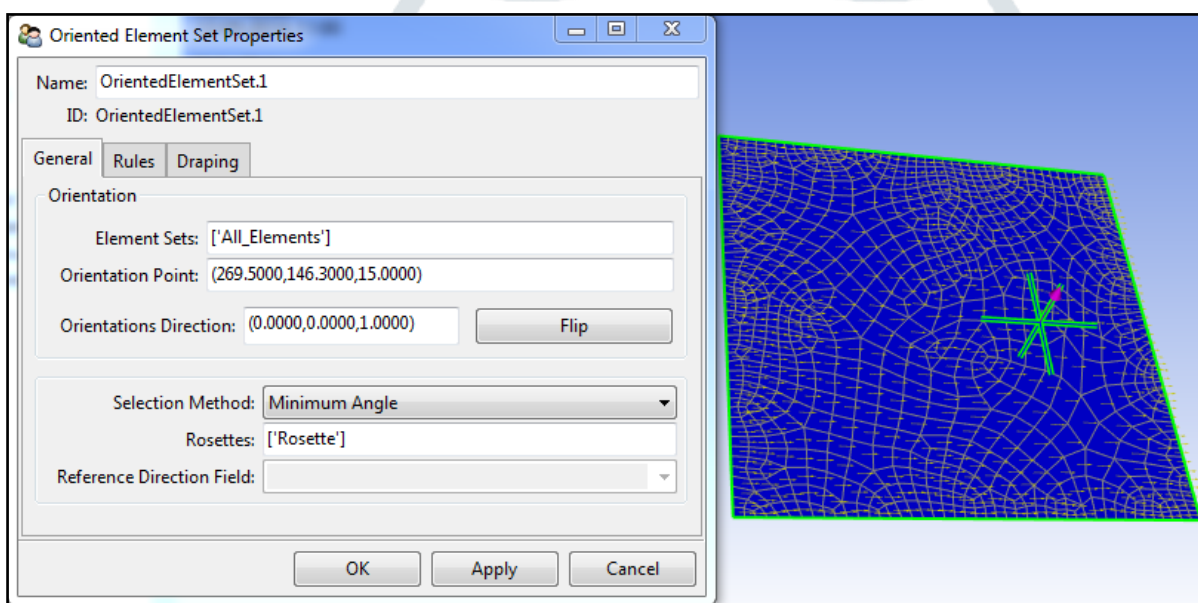 Oriented Element Set Properties
Name: OrientedElementSet.1
ID: OrientedElementSet.1
General Rules Draping
Orientation
Element Sets: ['All_Elements']
Orientation Point: (269.5000,146.3000,15.0000)
Orientations Direction: (0.0000,0.0000,1.0000) Flip
Selection Method: Minimum Angle
Rosettes: ['Rosette']
Reference Direction Field:
OK Apply Cancel